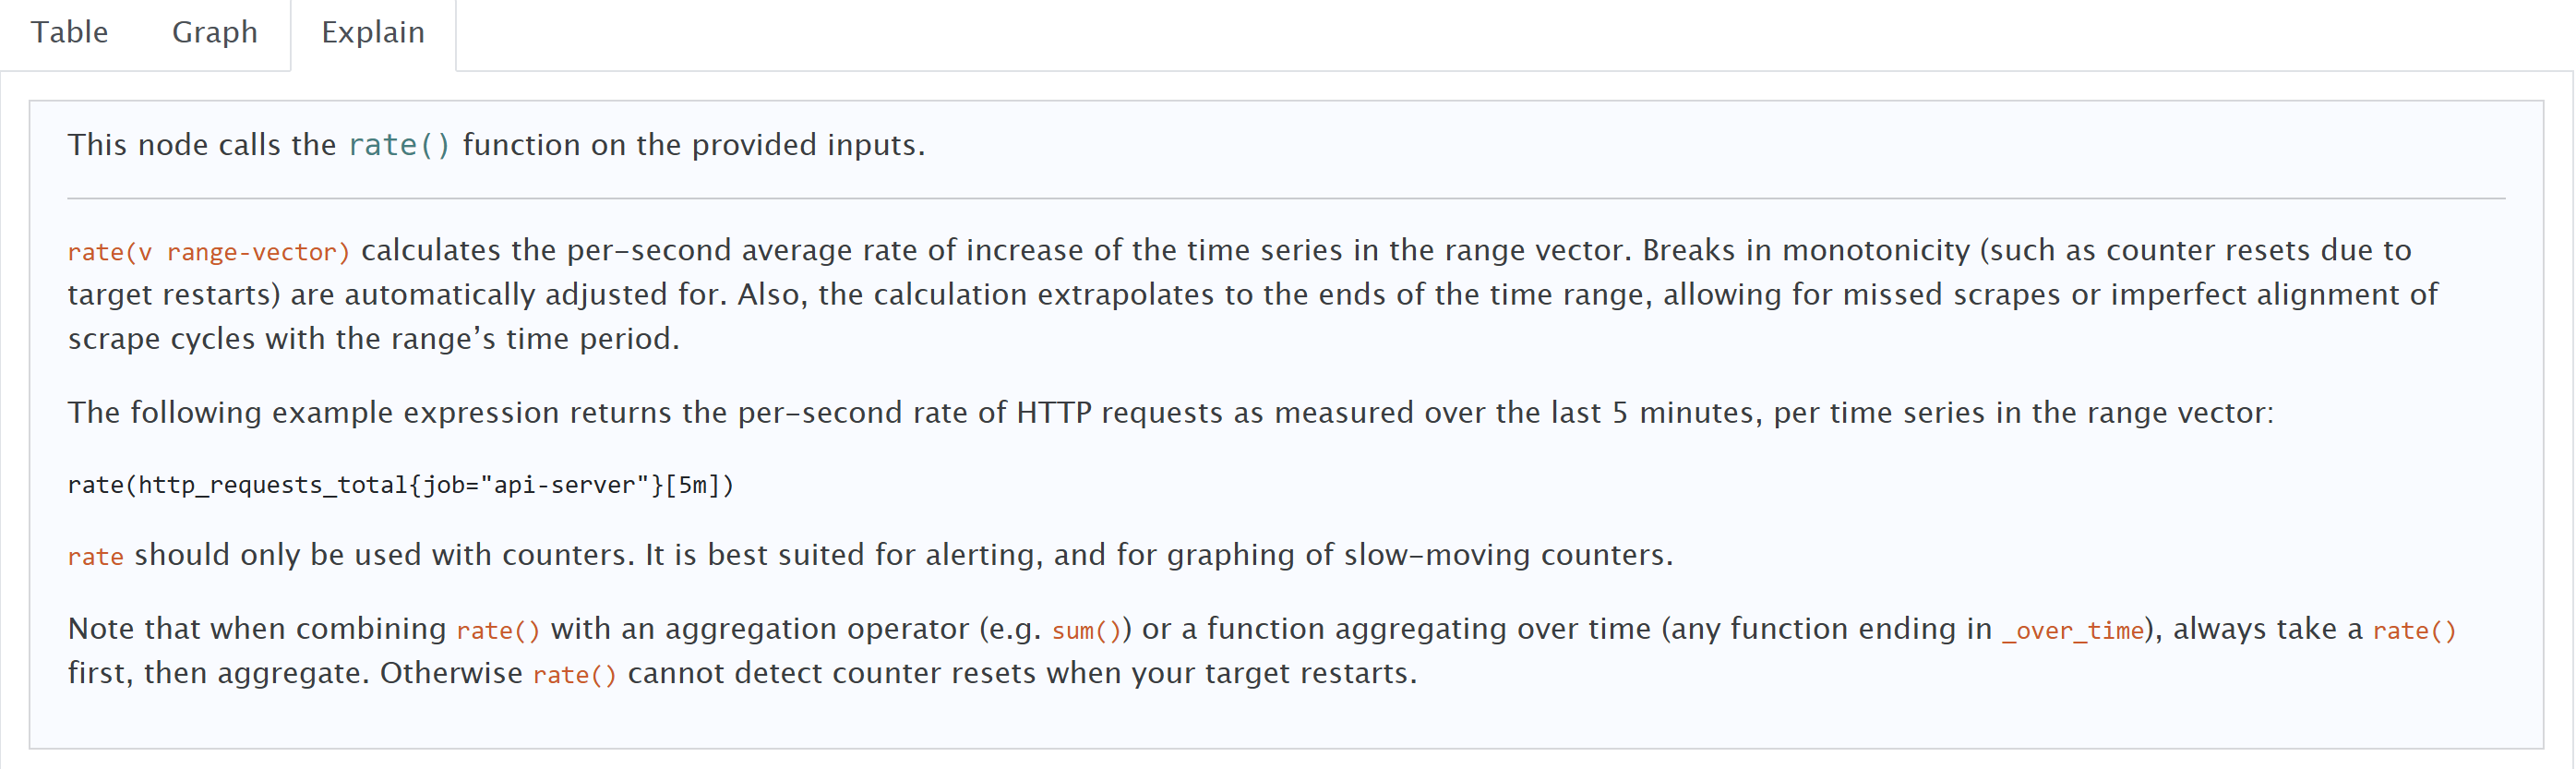 Table Graph Explain
This node calls the rate() function on the provided inputs.
rate(v range-vector) calculates the per-second average rate of increase of the time series in the range vector. Breaks in monotonicity (such as counter resets due to
target restarts) are automatically adjusted for. Also, the calculation extrapolates to the ends of the time range, allowing for missed scrapes or imperfect alignment of
scrape cycles with the range’s time period.
The following example expression returns the per-second rate of HTTP requests as measured over the last 5 minutes, per time series in the range vector:
rate(http_requests_total{job="api-server"}[5m])
rate should only be used with counters. It is best suited for alerting, and for graphing of slow-moving counters.
Note that when combining rate() with an aggregation operator (e.g. sum()) or a function aggregating over time (any function ending in _over_time), always take a rate()
first, then aggregate. Otherwise rate() cannot detect counter resets when your target restarts.